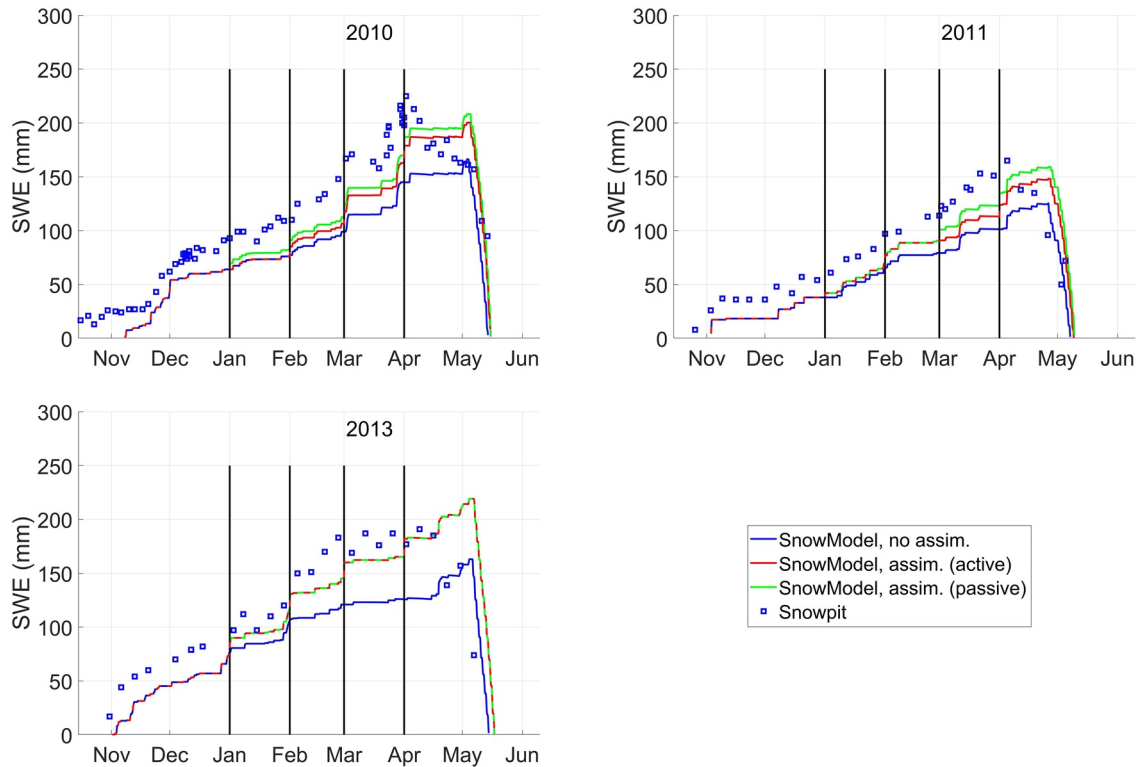 300
2010
250
200
150
100
50
0
SWE (mm)
Nov Dec Jan Feb Mar Apr May Jun
300
2011
250
200
150
100
50
0
SWE (mm)
Nov Dec Jan Feb Mar Apr May Jun
300
2013
250
200
150
100
50
0
SWE (mm)
Nov Dec Jan Feb Mar Apr May Jun
SnowModel, no assim.
SnowModel, assim. (active)
SnowModel, assim. (passive)
Snowpit